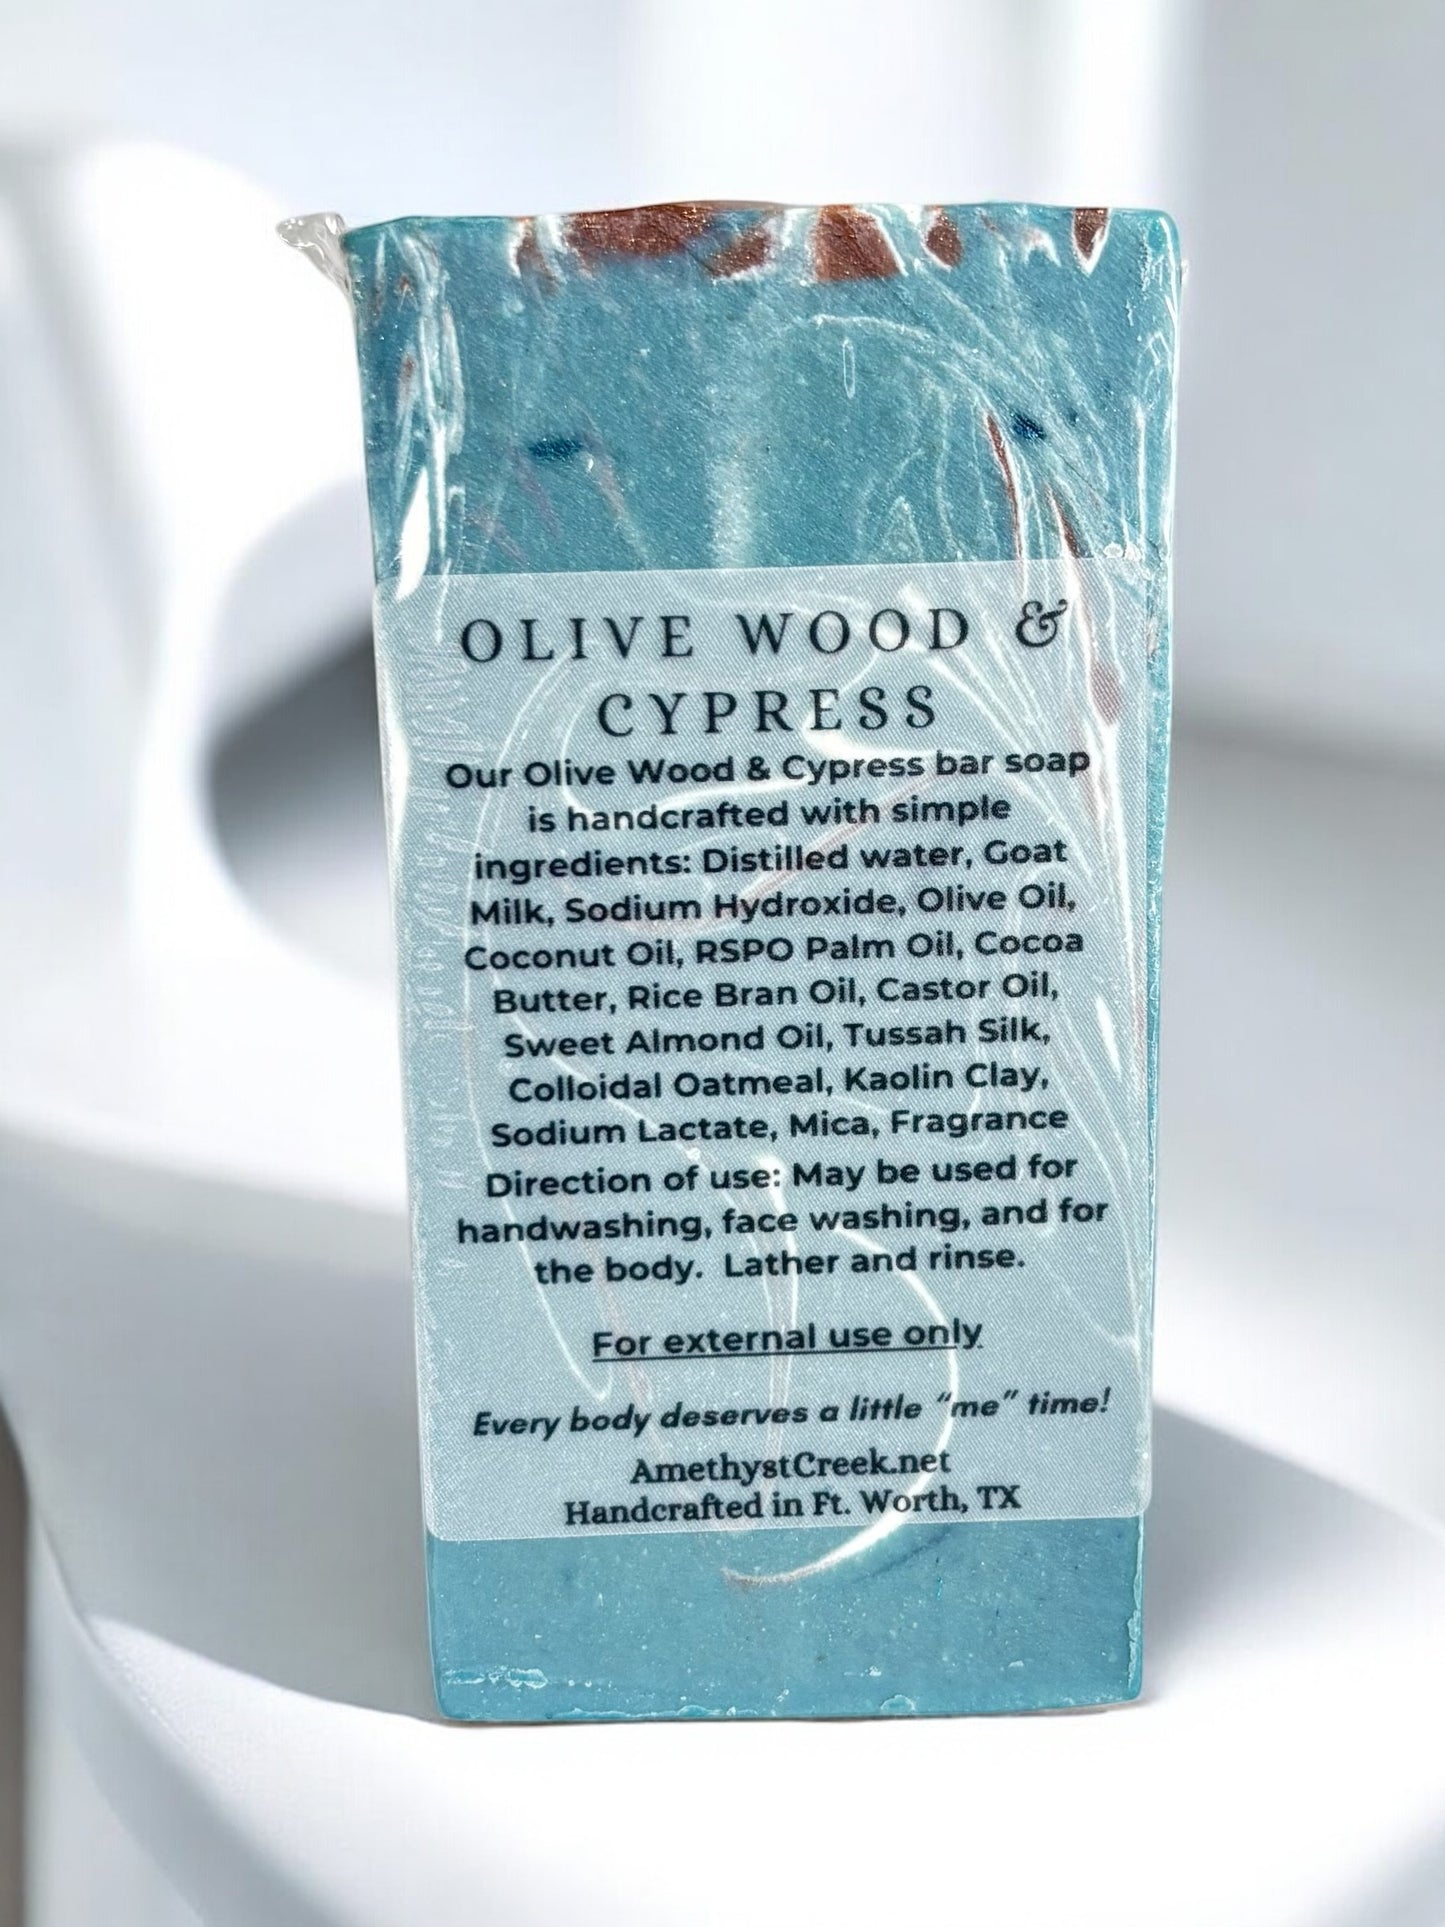 OLIVE WOOD &
CYPRESS
Our Olive Wood & Cypress bar soap
is handcrafted with simple
ingredients: Distilled water, Goat
Milk, Sodium Hydroxide, Olive Oil,
Coconut Oil, RSPO Palm Oil, Cocoa
Butter, Rice Bran Oil, Castor Oil,
Sweet Almond Oil, Tussah Silk,
Colloidal Oatmeal, Kaolin Clay,
Sodium Lactate, Mica, Fragrance
Direction of use: May be used for
handwashing, face washing, and for
the body.  Lather and rinse.
For external use only
Every body deserves a little “me” time!
AmethystCreek.net
Handcrafted in Ft. Worth, TX